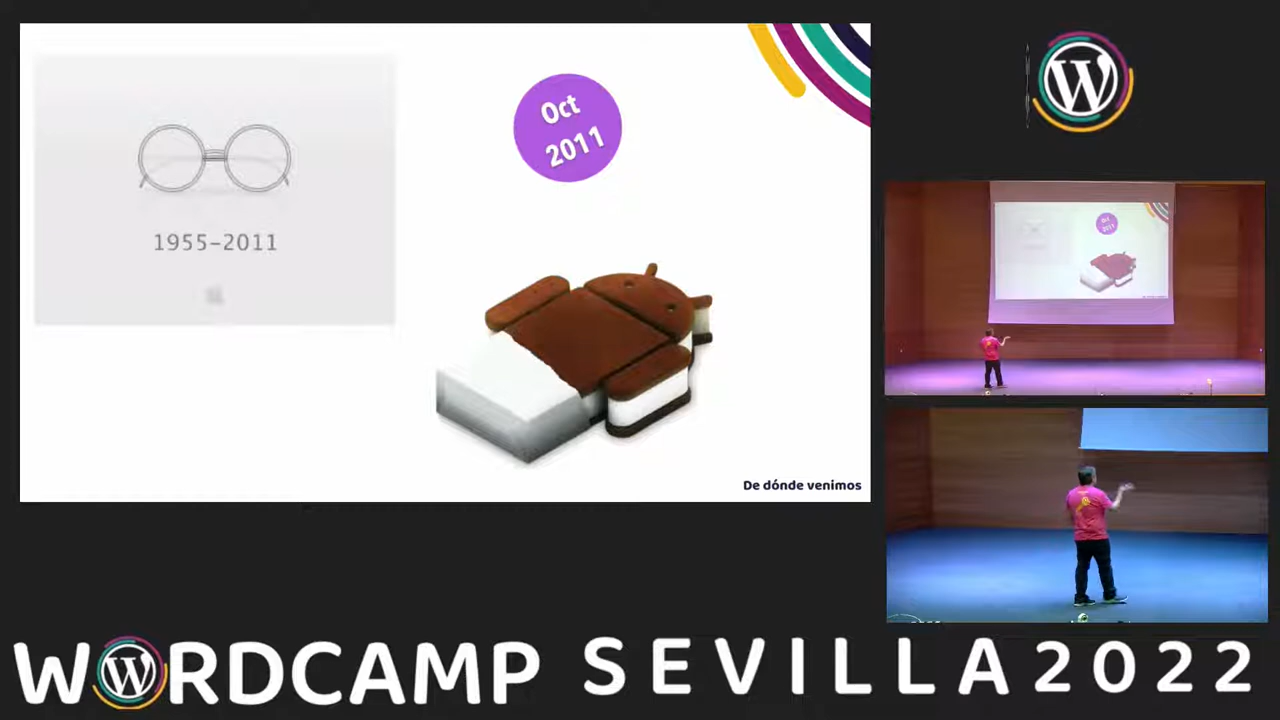 Oct
2011
1955-2011
De dónde venimos
WORDCAMP SEVILLA 2022